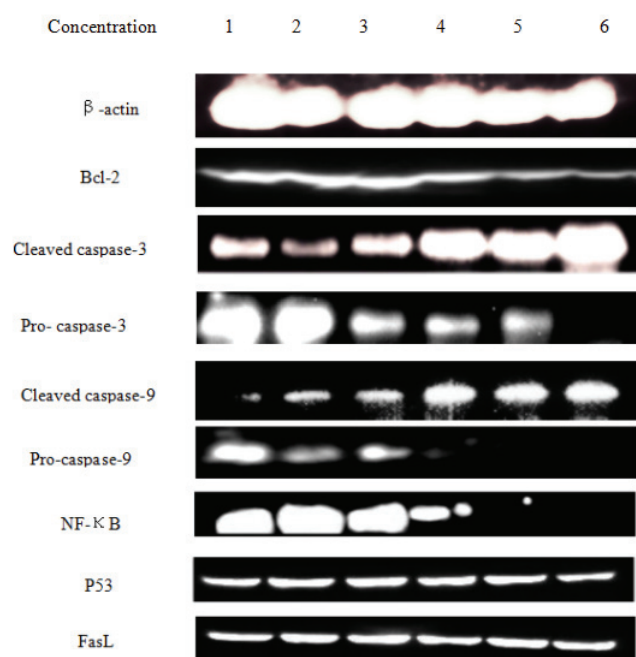 Concentration 1 2 3 4 5 6
β-actin
Bcl-2
Cleaved caspase-3
Pro- caspase-3
Cleaved caspase-9
Pro-caspase-9
NF-κB
P53
FasL